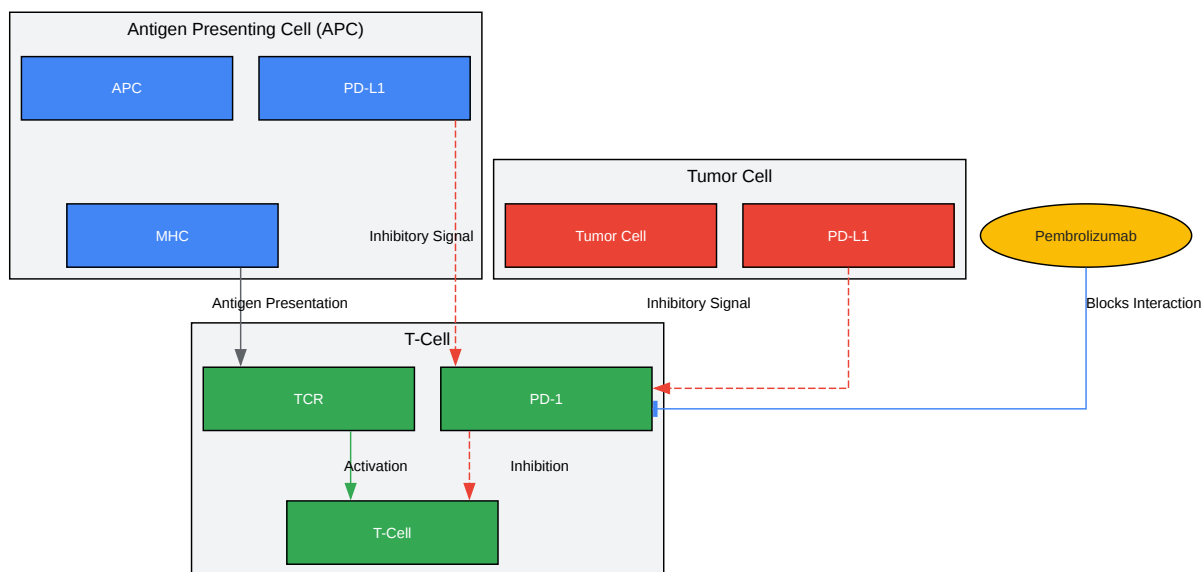 Antigen Presenting Cell (APC)
APC
PD-L1
MHC
Inhibitory Signal
Tumor Cell
Tumor Cell
PD-L1
Pembrolizumab
Antigen Presentation
Inhibitory Signal
Blocks Interaction
T-Cell
TCR
PD-1
Activation
Inhibition
T-Cell